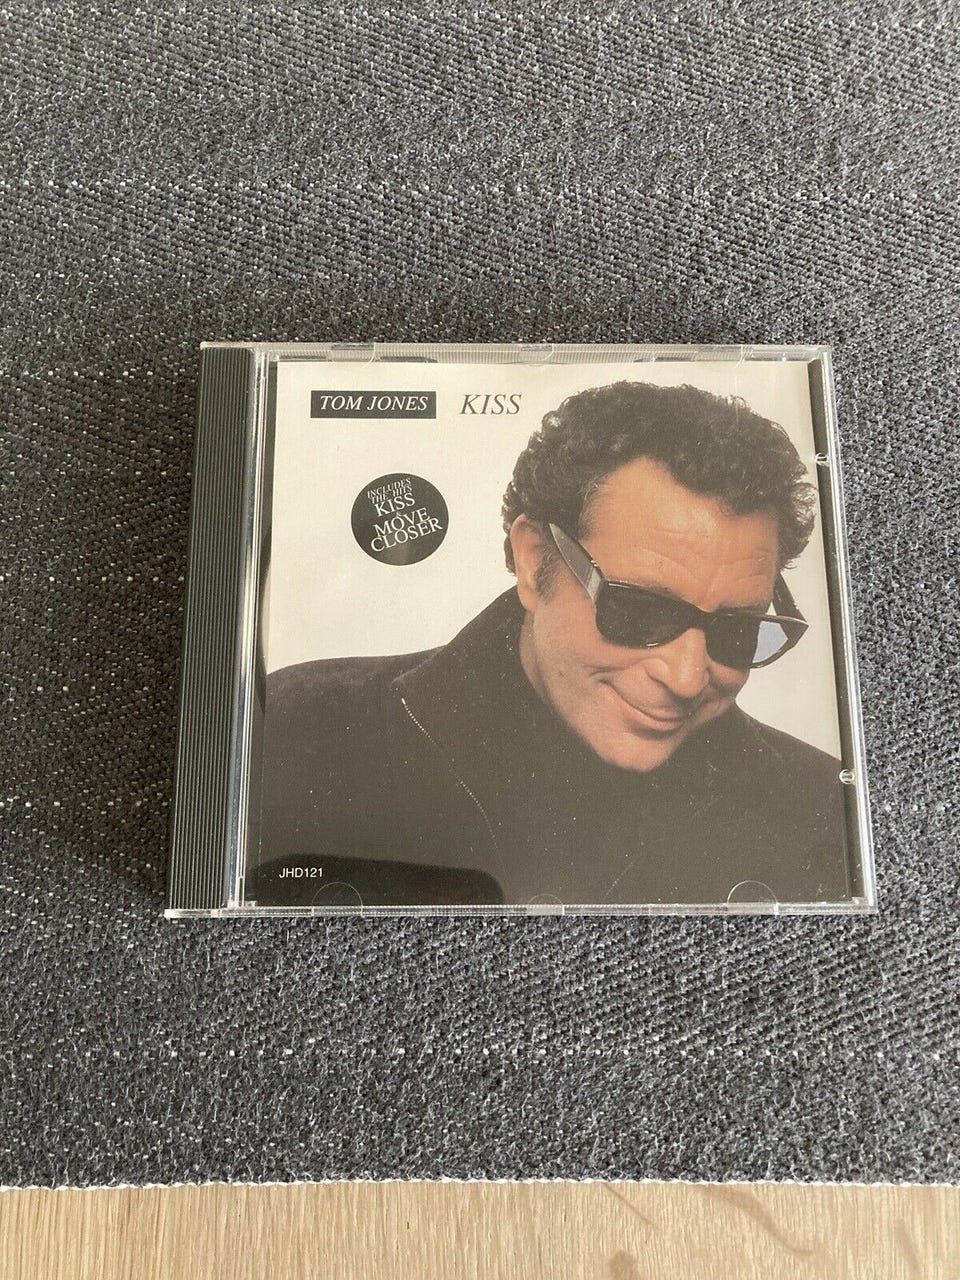 TOM JONES KISS
INCLUDES
THE HITS
KISS
&
MOVE
CLOSER
JHD121